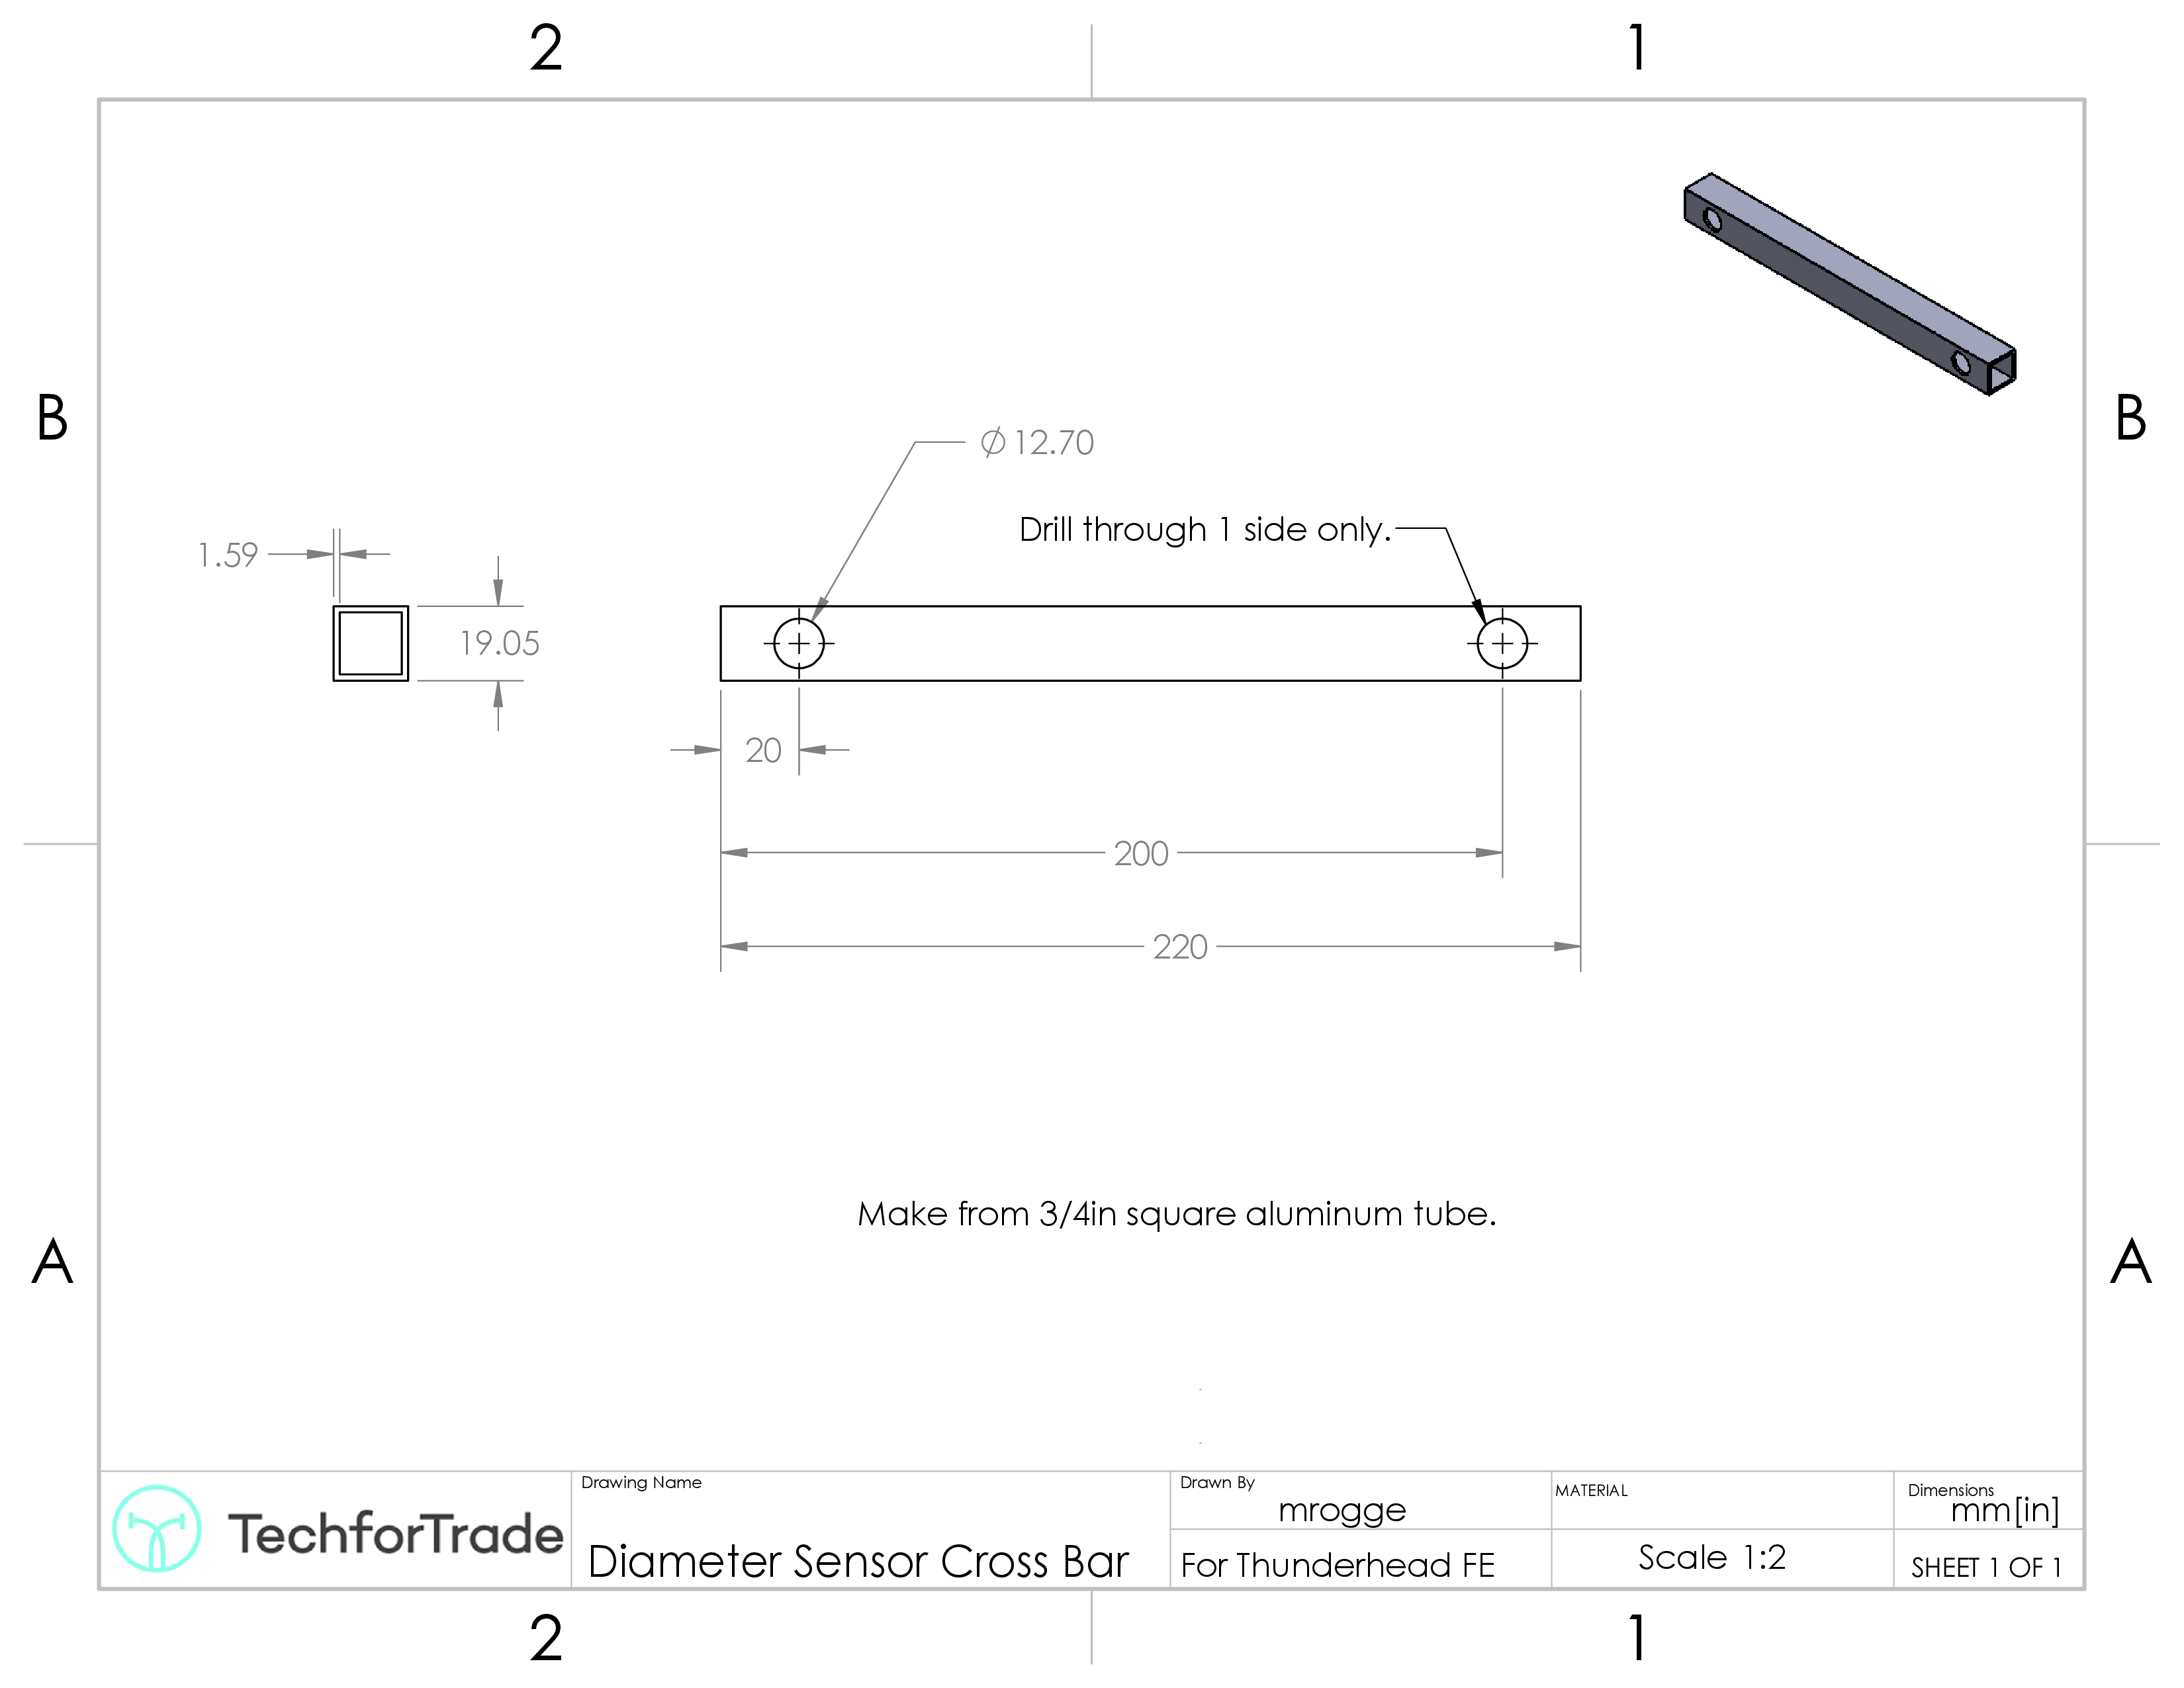 2 1
B B
Ø 12.70
Drill through 1 side only.
1.59
19.05
20
200
220
A A
Make from 3/4in square aluminum tube.
TechforTrade
Drawing Name
Diameter Sensor Cross Bar
Drawn By
mrogge
For Thunderhead FE
MATERIAL
Scale 1:2
Dimensions
mm[in]
SHEET 1 OF 1
2 1